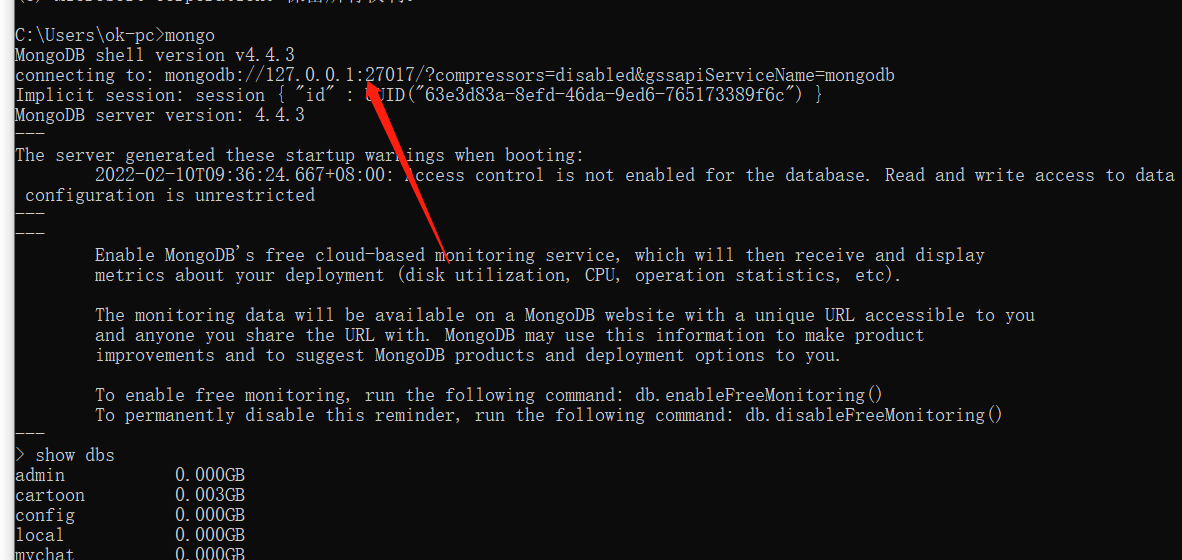 C:\Users\ok-pc>mongo
MongoDB shell version v4.4.3
connecting to: mongodb://127.0.0.1:27017/?compressors=disabled&gssapiServiceName=mongodb
Implicit session: session { "id" : UUID("63e3d83a-8efd-46da-9ed6-765173389f6c") }
MongoDB server version: 4.4.3
---
The server generated these startup warnings when booting:
2022-02-10T09:36:24.667+08:00: Access control is not enabled for the database. Read and write access to data
configuration is unrestricted
---
---
Enable MongoDB's free cloud-based monitoring service, which will then receive and display
metrics about your deployment (disk utilization, CPU, operation statistics, etc).
The monitoring data will be available on a MongoDB website with a unique URL accessible to you
and anyone you share the URL with. MongoDB may use this information to make product
improvements and to suggest MongoDB products and deployment options to you.
To enable free monitoring, run the following command: db.enableFreeMonitoring()
To permanently disable this reminder, run the following command: db.disableFreeMonitoring()
---
> show dbs
admin 0.000GB
cartoon 0.003GB
config 0.000GB
local 0.000GB
mychat 0.000GB